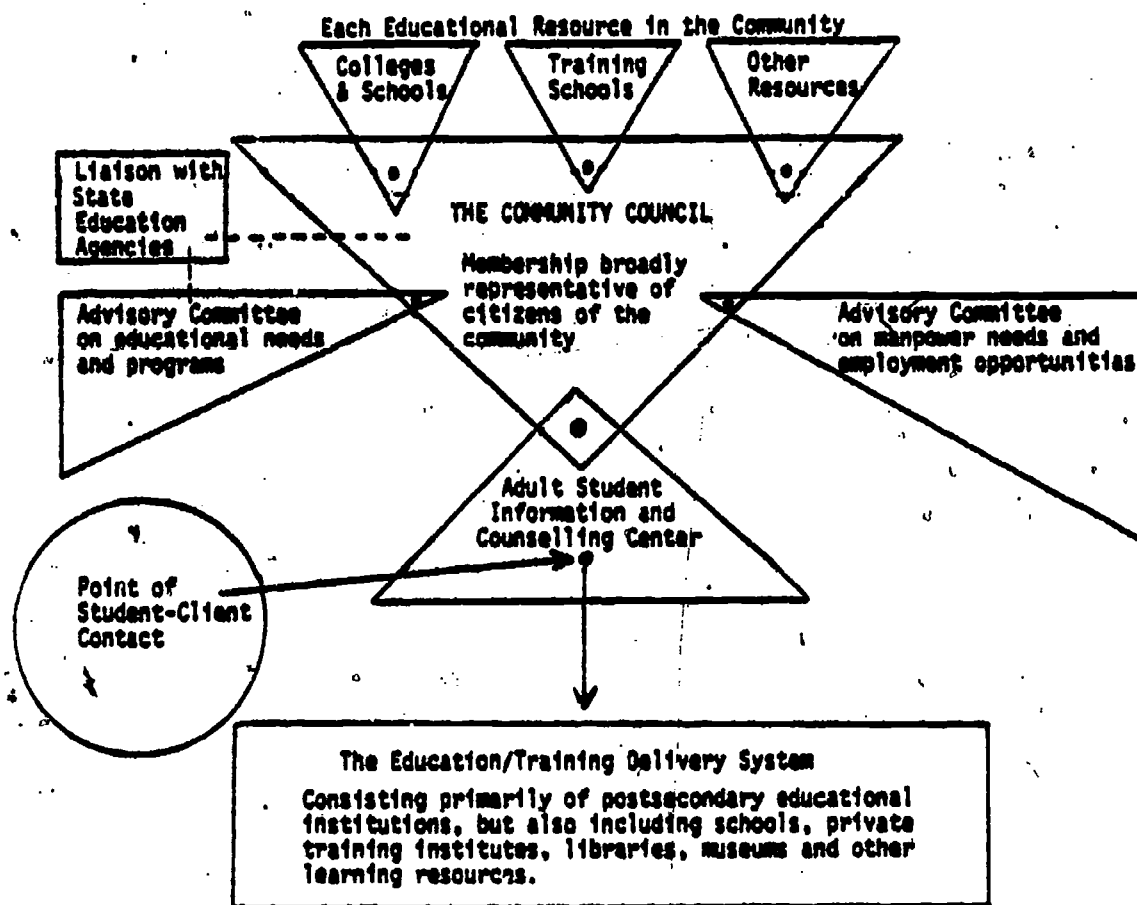 Each Educational Resource in the Community
Colleges
& Schools
Training
Schools
Other
Resources
Liaison with
State
Education
Agencies
THE COMMUNITY COUNCIL
Membership broadly
representative of
citizens of the
community
Advisory Committee
on educational needs
and programs
Advisory Committee
on manpower needs and
employment opportunities
Adult Student
Information and
Counselling Center
Point of
Student-Client
Contact
The Education/Training Delivery System
Consisting primarily of postsecondary educational
institutions, but also including schools, private
training institutes, libraries, museums and other
learning resources.